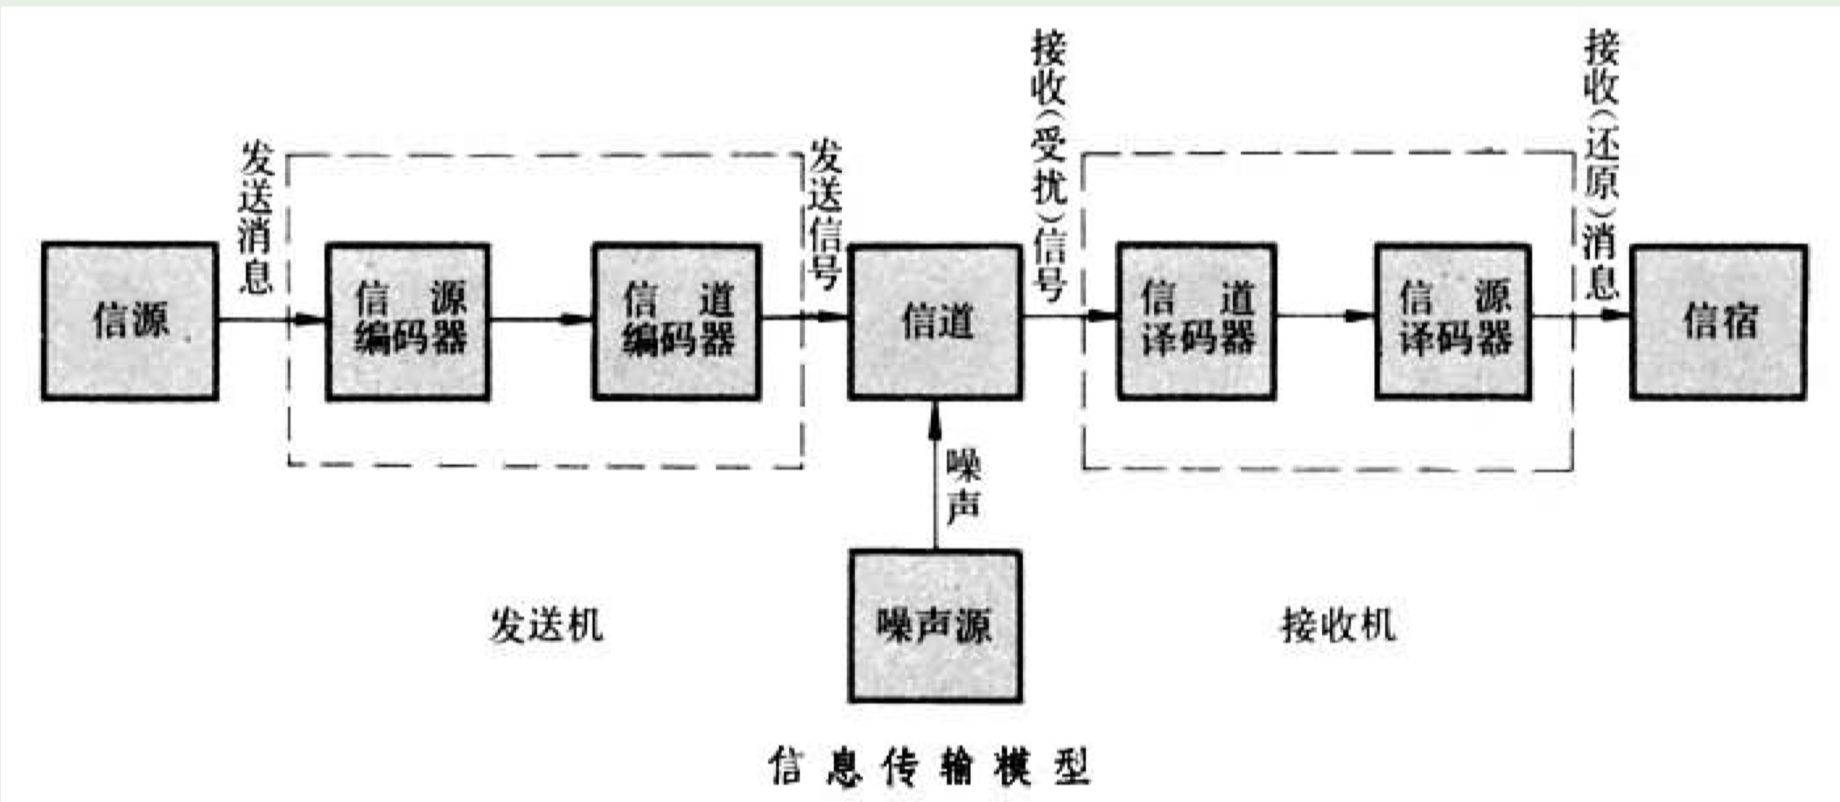 发送消息
发送信号
接收(受扰)信号
接收(还原)消息
信源
信源
编码器
信道
编码器
信道
信道
译码器
信源
译码器
信宿
噪声
发送机
噪声源
接收机
信息传输模型